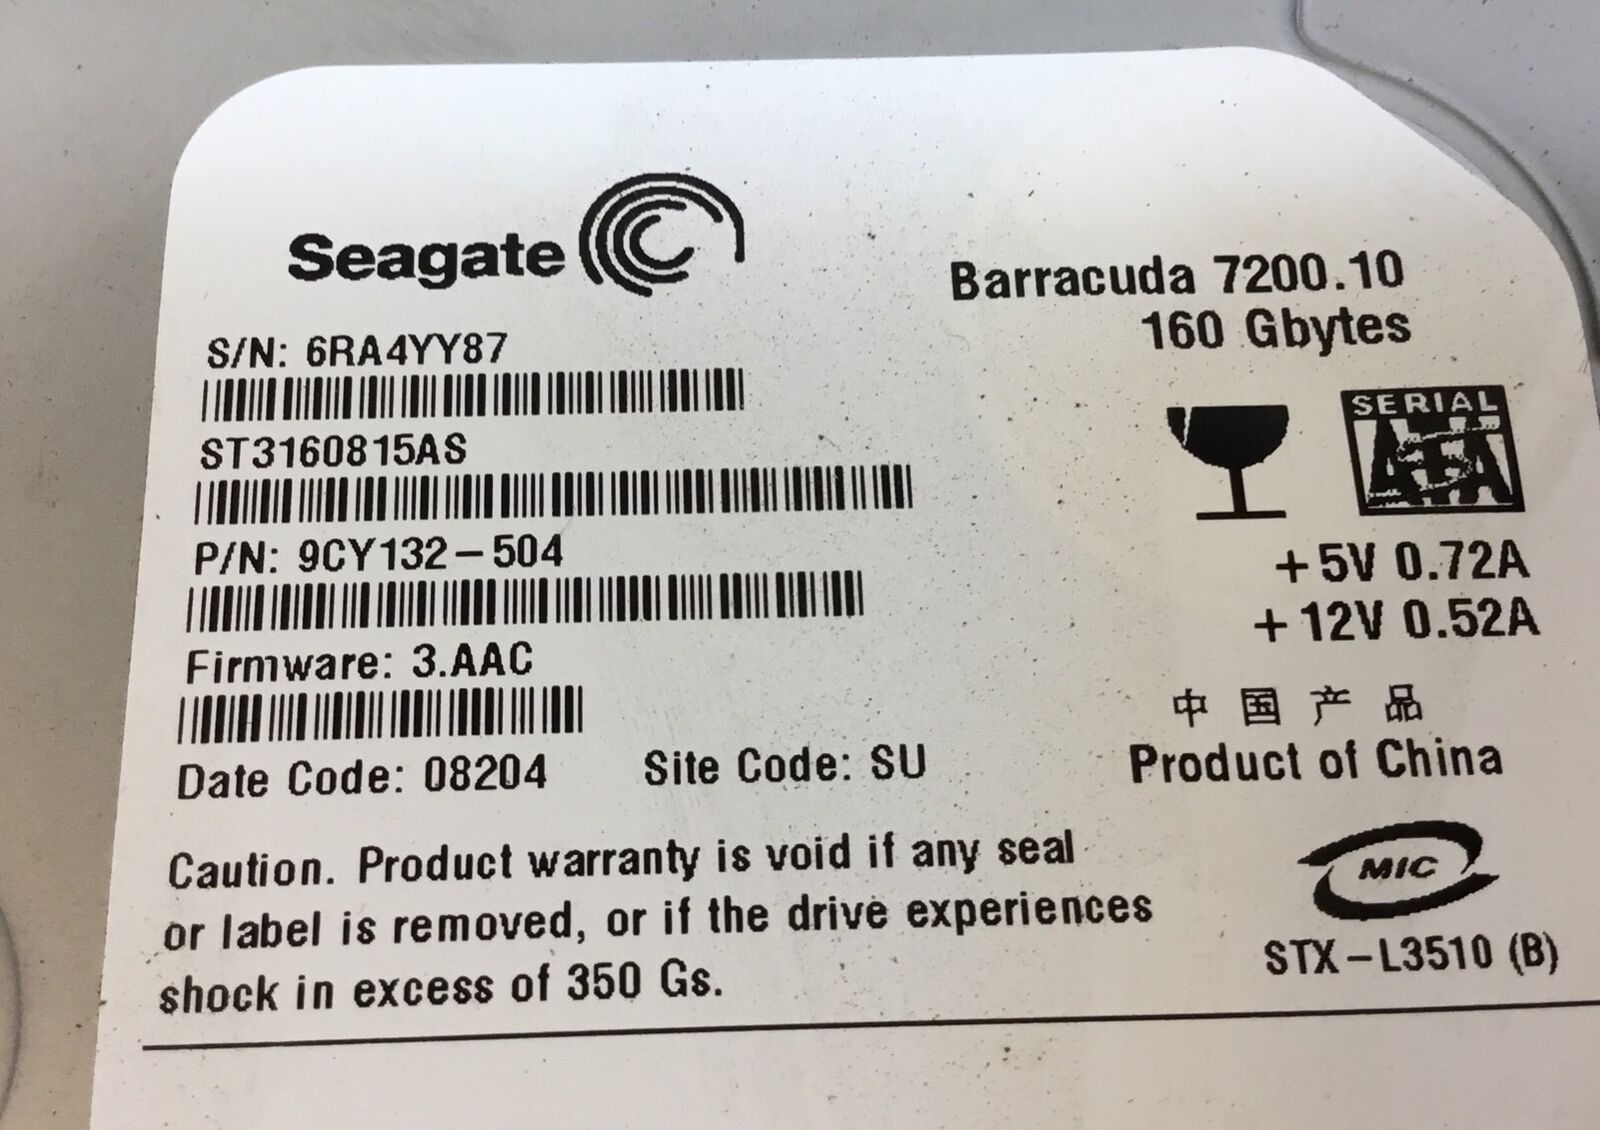 Seagate
Barracuda 7200.10
160 Gbytes
S/N: 6RA4YY87
ST3160815AS
P/N: 9CY132-504
Firmware: 3.AAC
Date Code: 08204 Site Code: SU
SERIAL
ATA
+5V 0.72A
+12V 0.52A
中国产品
Product of China
Caution. Product warranty is void if any seal
or label is removed, or if the drive experiences
shock in excess of 350 Gs.
MIC
STX-L3510 (B)